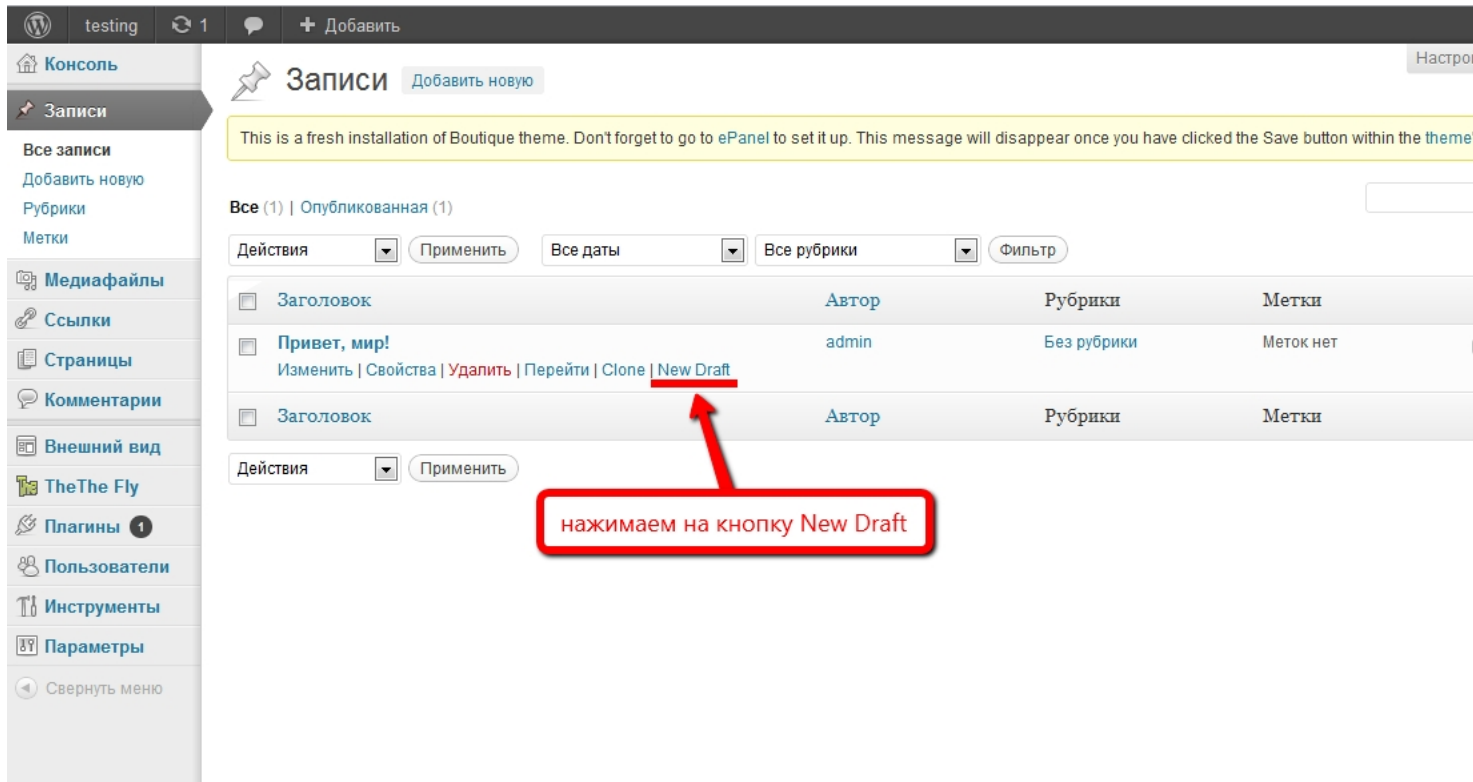 testing 1 + Добавить
Настрои
Консоль
Записи
Все записи
Добавить новую
Рубрики
Метки
Медиафайлы
Ссылки
Страницы
Комментарии
Внешний вид
TheThe Fly
Плагины 1
Пользователи
Инструменты
Параметры
Свернуть меню
Записи Добавить новую
This is a fresh installation of Boutique theme. Don't forget to go to ePanel to set it up. This message will disappear once you have clicked the Save button within the theme'
Все (1) | Опубликованная (1)
Действия Применить Все даты Все рубрики Фильтр
Заголовок Автор Рубрики Метки
Привет, мир! admin Без рубрики Меток нет
Изменить | Свойства | Удалить | Перейти | Clone | New Draft
Заголовок Автор Рубрики Метки
Действия Применить
нажимаем на кнопку New Draft